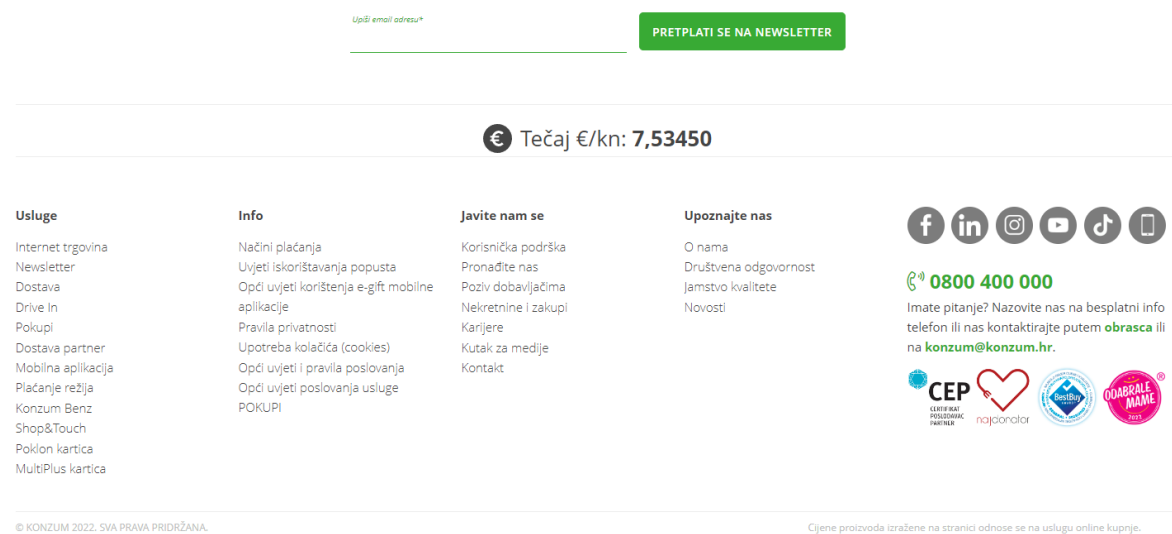 Upiši email adresu*
PRETPLATI SE NA NEWSLETTER
€ Tečaj €/kn: 7,53450
Usluge
Internet trgovina
Newsletter
Dostava
Drive In
Pokupi
Dostava partner
Mobilna aplikacija
Plaćanje režija
Konzum Benz
Shop&Touch
Poklon kartica
MultiPlus kartica
Info
Načini plaćanja
Uvjeti iskorištavanja popusta
Opći uvjeti korištenja e-gift mobilne
aplikacije
Pravila privatnosti
Upotreba kolačića (cookies)
Opći uvjeti i pravila poslovanja
Opći uvjeti poslovanja usluge
POKUPI
Javite nam se
Korisnička podrška
Pronađite nas
Poziv dobavljačima
Nekretnine i zakupi
Karijere
Kutak za medije
Kontakt
Upoznajte nas
O nama
Društvena odgovornost
Jamstvo kvalitete
Novosti
0800 400 000
Imate pitanje? Nazovite nas na besplatni info
telefon ili nas kontaktirajte putem obrasca ili
na konzum@konzum.hr.
CEP
CERTIFIKAT
POSLODAVAC
PARTNER
najdonator
BestBuy
ODABRALE
MAME
© KONZUM 2022. SVA PRAVA PRIDRŽANA.
Cijene proizvoda izražene na stranici odnose se na uslugu online kupnje.